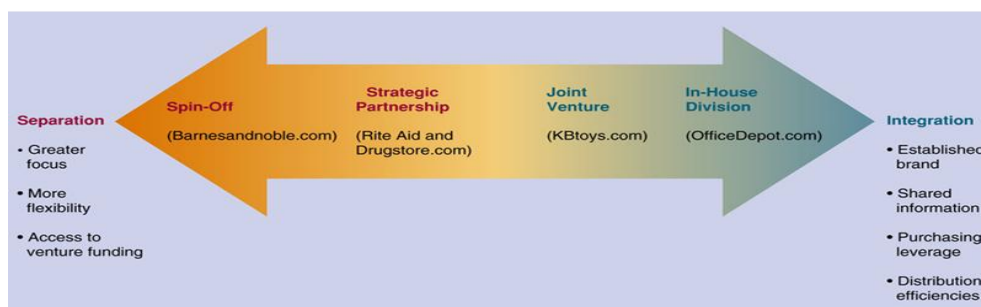 Separation
• Greater
focus
• More
flexibility
• Access to
venture funding
Spin-Off
(Barnesandnoble.com)
Strategic
Partnership
(Rite Aid and
Drugstore.com)
Joint
Venture
(KBtoys.com)
In-House
Division
(OfficeDepot.com)
Integration
• Established
brand
• Shared
information
• Purchasing
leverage
• Distribution
efficiencies